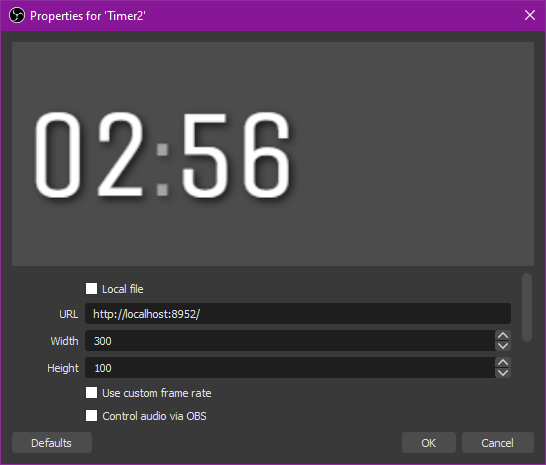 Properties for 'Timer2'
02:56
Local file
URL http://localhost:8952/
Width 300
Height 100
Use custom frame rate
Control audio via OBS
Defaults OK Cancel